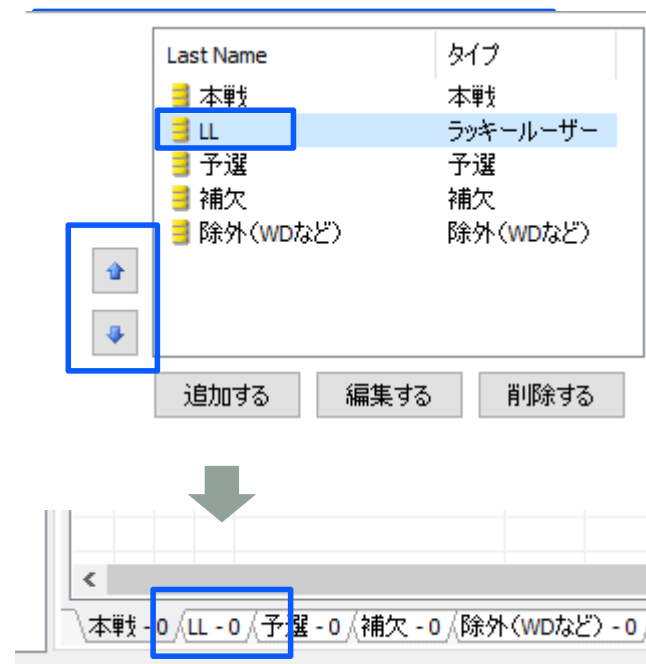 Last Name タイプ
本戦 本戦
LL ラッキールーザー
予選 予選
補欠 補欠
除外(WDなど) 除外(WDなど)
追加する 編集する 削除する
本戦 - 0 LL - 0 予選 - 0 補欠 - 0 除外(WDなど) - 0